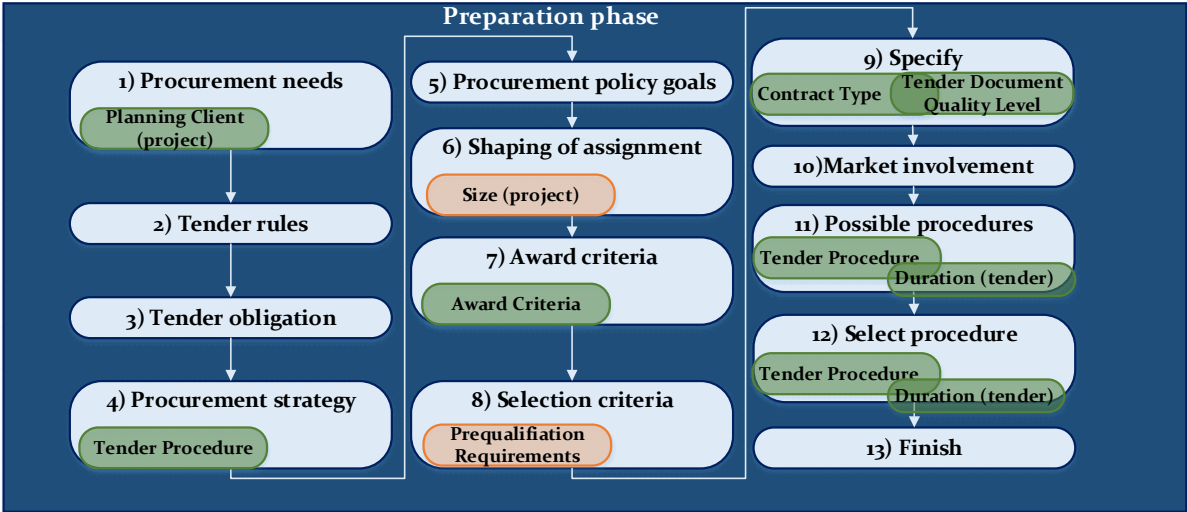 Preparation phase
1) Procurement needs
Planning Client
(project)
2) Tender rules
3) Tender obligation
4) Procurement strategy
Tender Procedure
5) Procurement policy goals
6) Shaping of assignment
Size (project)
7) Award criteria
Award Criteria
8) Selection criteria
Prequalifiation
Requirements
9) Specify
Contract Type
Tender Document
Quality Level
10)Market involvement
11) Possible procedures
Tender Procedure
Duration (tender)
12) Select procedure
Tender Procedure
Duration (tender)
13) Finish